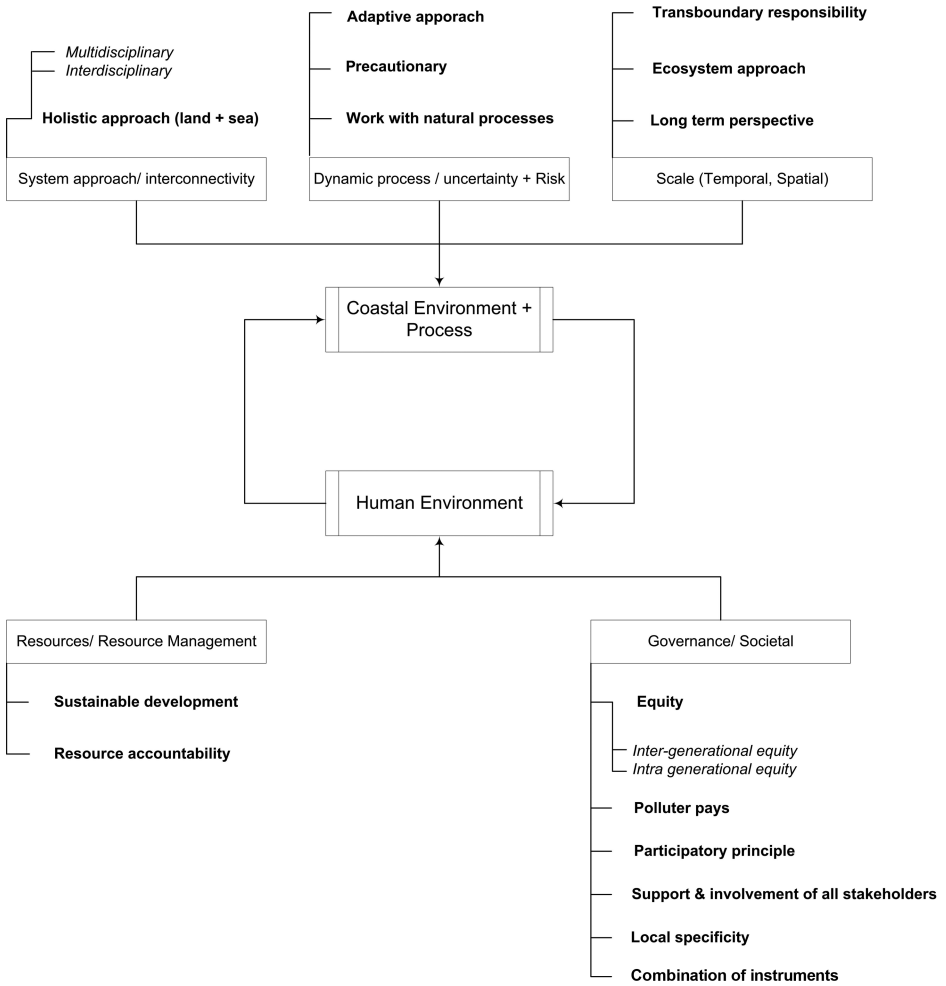 Multidisciplinary
Interdisciplinary
Holistic approach (land + sea)
System approach/ interconnectivity
Adaptive apporach
Precautionary
Work with natural processes
Dynamic process / uncertainty + Risk
Transboundary responsibility
Ecosystem approach
Long term perspective
Scale (Temporal, Spatial)
Coastal Environment +
Process
Human Environment
Resources/ Resource Management
Sustainable development
Resource accountability
Governance/ Societal
Equity
Inter-generational equity
Intra generational equity
Polluter pays
Participatory principle
Support & involvement of all stakeholders
Local specificity
Combination of instruments